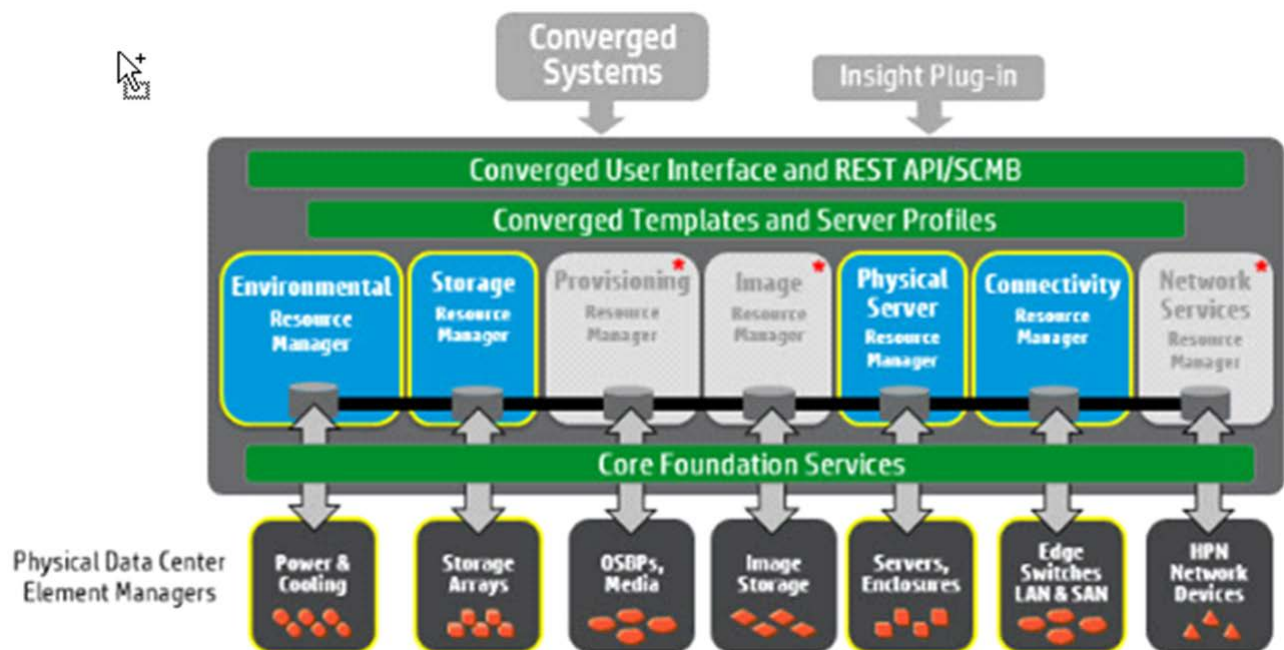 Converged
Systems
Insight Plug-in
Converged User Interface and REST API/SCMB
Converged Templates and Server Profiles
Environmental
Resource
Manager
Storage
Resource
Manager
Provisioning
Resource
Manager
Image
Resource
Manager
Physical
Server
Resource
Manager
Connectivity
Resource
Manager
Network
Services
Resource
Manager
Core Foundation Services
Physical Data Center
Element Managers
Power &
Cooling
Storage
Arrays
OSBPs,
Media
Image
Storage
Servers,
Enclosures
Edge
Switches
LAN & SAN
HPN
Network
Devices